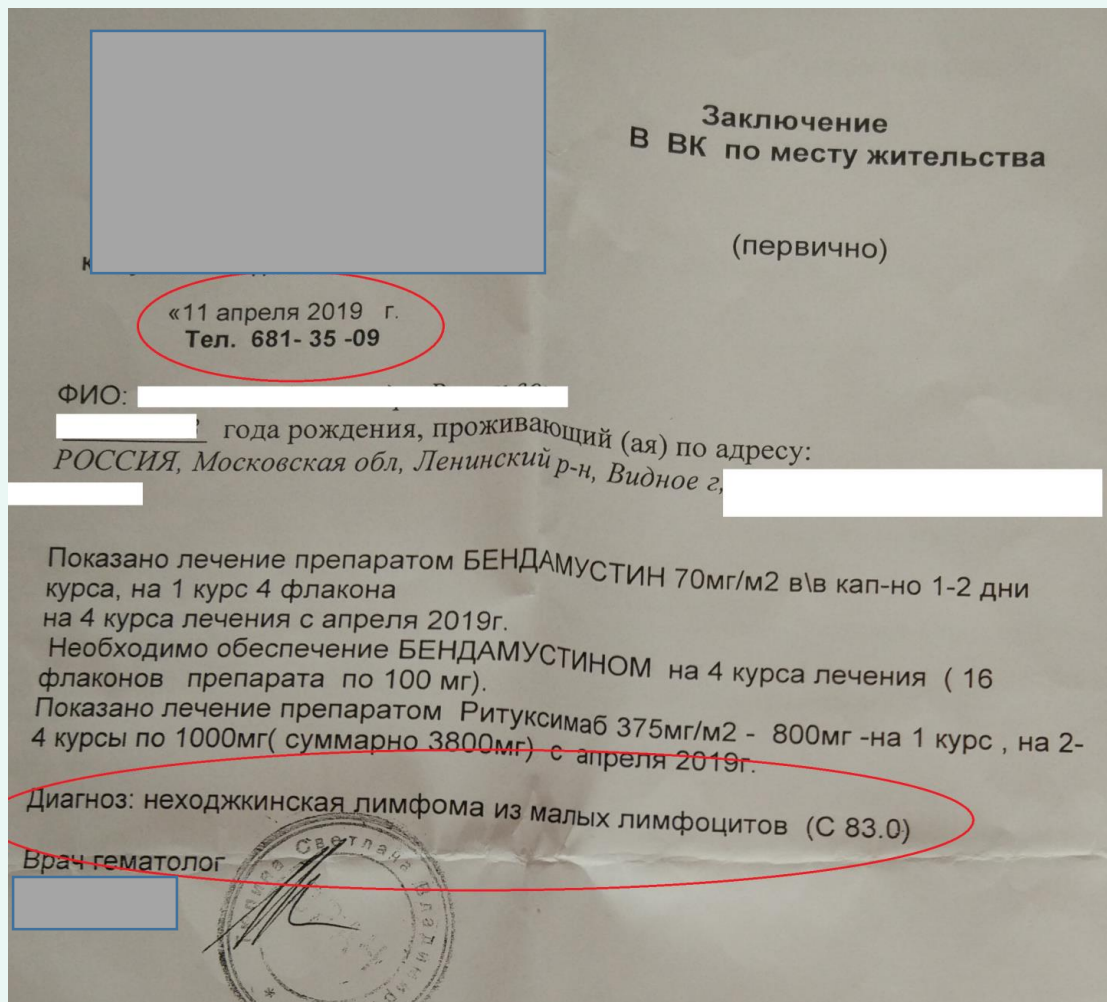 Заключение
В ВК по месту жительства
(первично)
«11 апреля 2019 г.
Тел. 681- 35 -09
ФИО:
года рождения, проживающий (ая) по адресу:
РОССИЯ, Московская обл, Ленинский р-н, Видное г,
Показано лечение препаратом БЕНДАМУСТИН 70мг/м2 в\в кап-но 1-2 дни
курса, на 1 курс 4 флакона
на 4 курса лечения с апреля 2019г.
Необходимо обеспечение БЕНДАМУСТИНОМ на 4 курса лечения ( 16
флаконов препарата по 100 мг).
Показано лечение препаратом Ритуксимаб 375мг/м2 - 800мг -на 1 курс , на 2-
4 курсы по 1000мг( суммарно 3800мг) с апреля 2019г.
Диагноз: неходжкинская лимфома из малых лимфоцитов (С 83.0)
Врач гематолог
Светлана